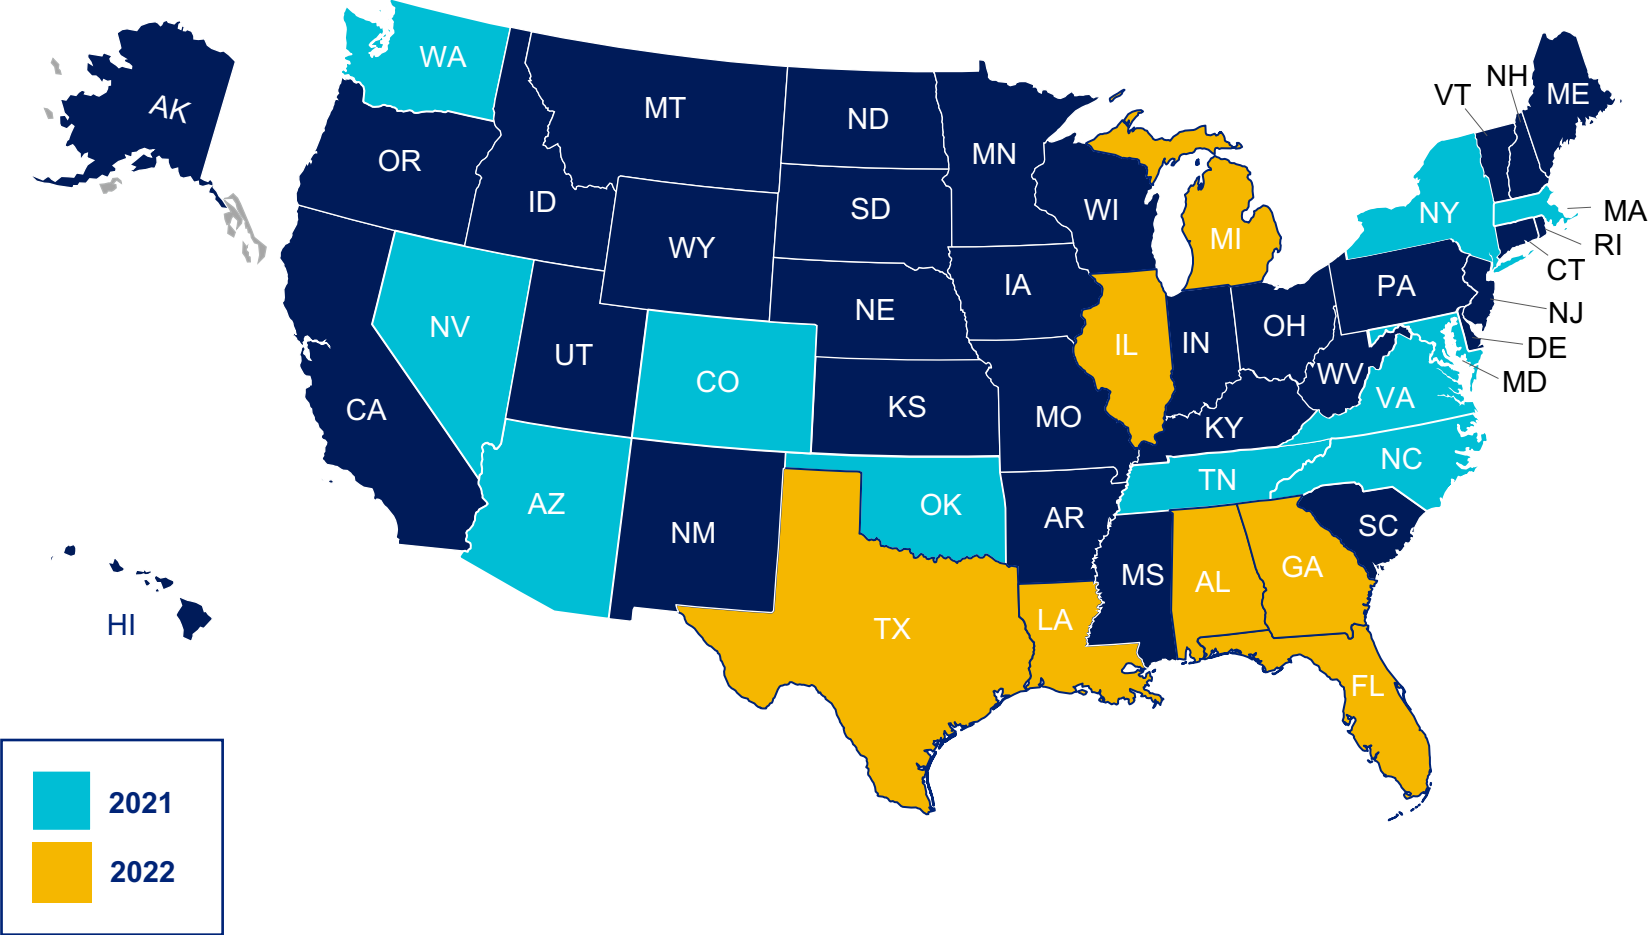 WA
AK
MT
ND
MN
VT
NH
ME
OR
ID
SD
WI
NY
MA
WY
MI
RI
CT
IA
PA
NE
NJ
NV
UT
IL
IN
OH
DE
CO
WV
MD
CA
KS
MO
KY
VA
AZ
OK
TN
NC
NM
AR
SC
MS
AL
GA
HI
TX
LA
FL
2021
2022